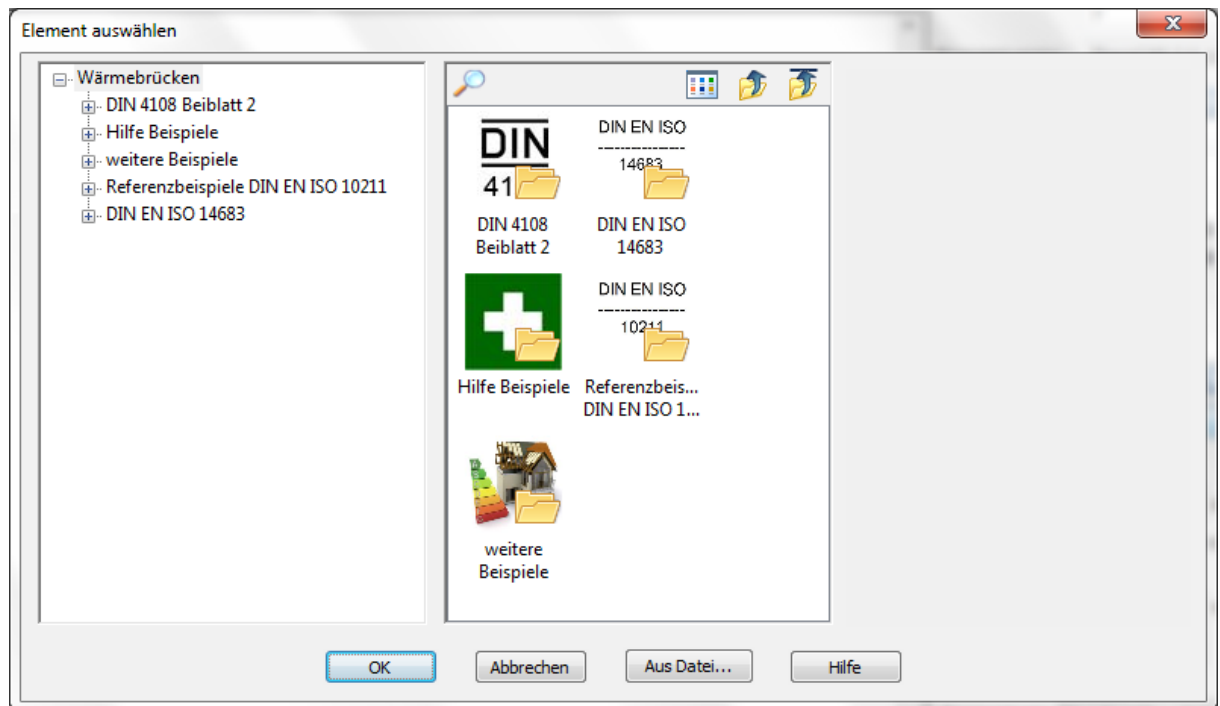 Element auswählen
Wärmebrücken
DIN 4108 Beiblatt 2
Hilfe Beispiele
weitere Beispiele
Referenzbeispiele DIN EN ISO 10211
DIN EN ISO 14683
DIN
41
DIN EN ISO
14683
DIN 4108
Beiblatt 2
DIN EN ISO
14683
DIN EN ISO
10211
Hilfe Beispiele
Referenzbeis...
DIN EN ISO 1...
weitere
Beispiele
OK
Abbrechen
Aus Datei...
Hilfe